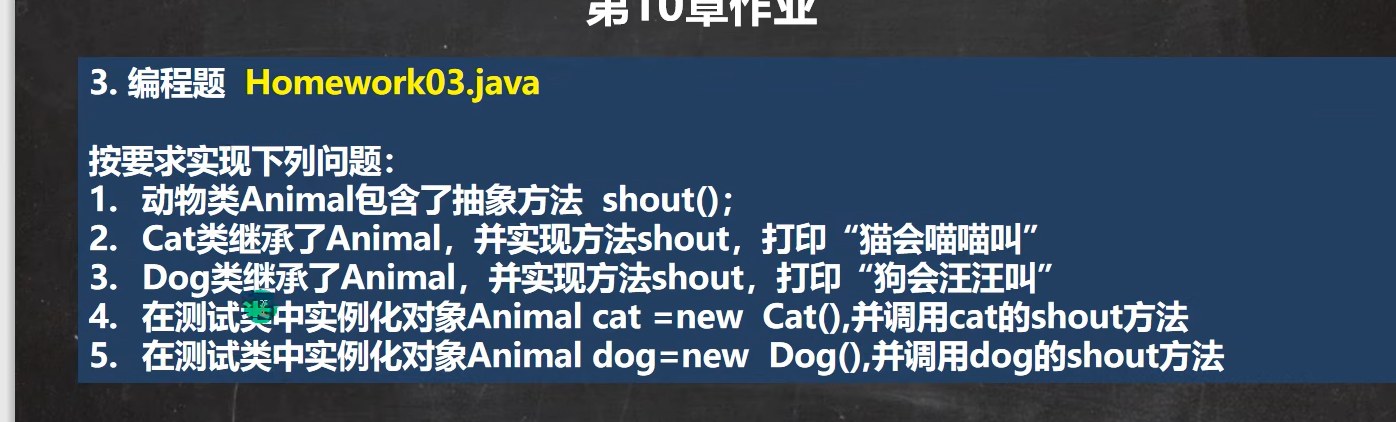 第10章作业
3. 编程题 Homework03.java
按要求实现下列问题：
1. 动物类Animal包含了抽象方法 shout();
2. Cat类继承了Animal，并实现方法shout，打印“猫会喵喵叫”
3. Dog类继承了Animal，并实现方法shout，打印“狗会汪汪叫”
4. 在测试类中实例化对象Animal cat =new Cat(),并调用cat的shout方法
5. 在测试类中实例化对象Animal dog=new Dog(),并调用dog的shout方法